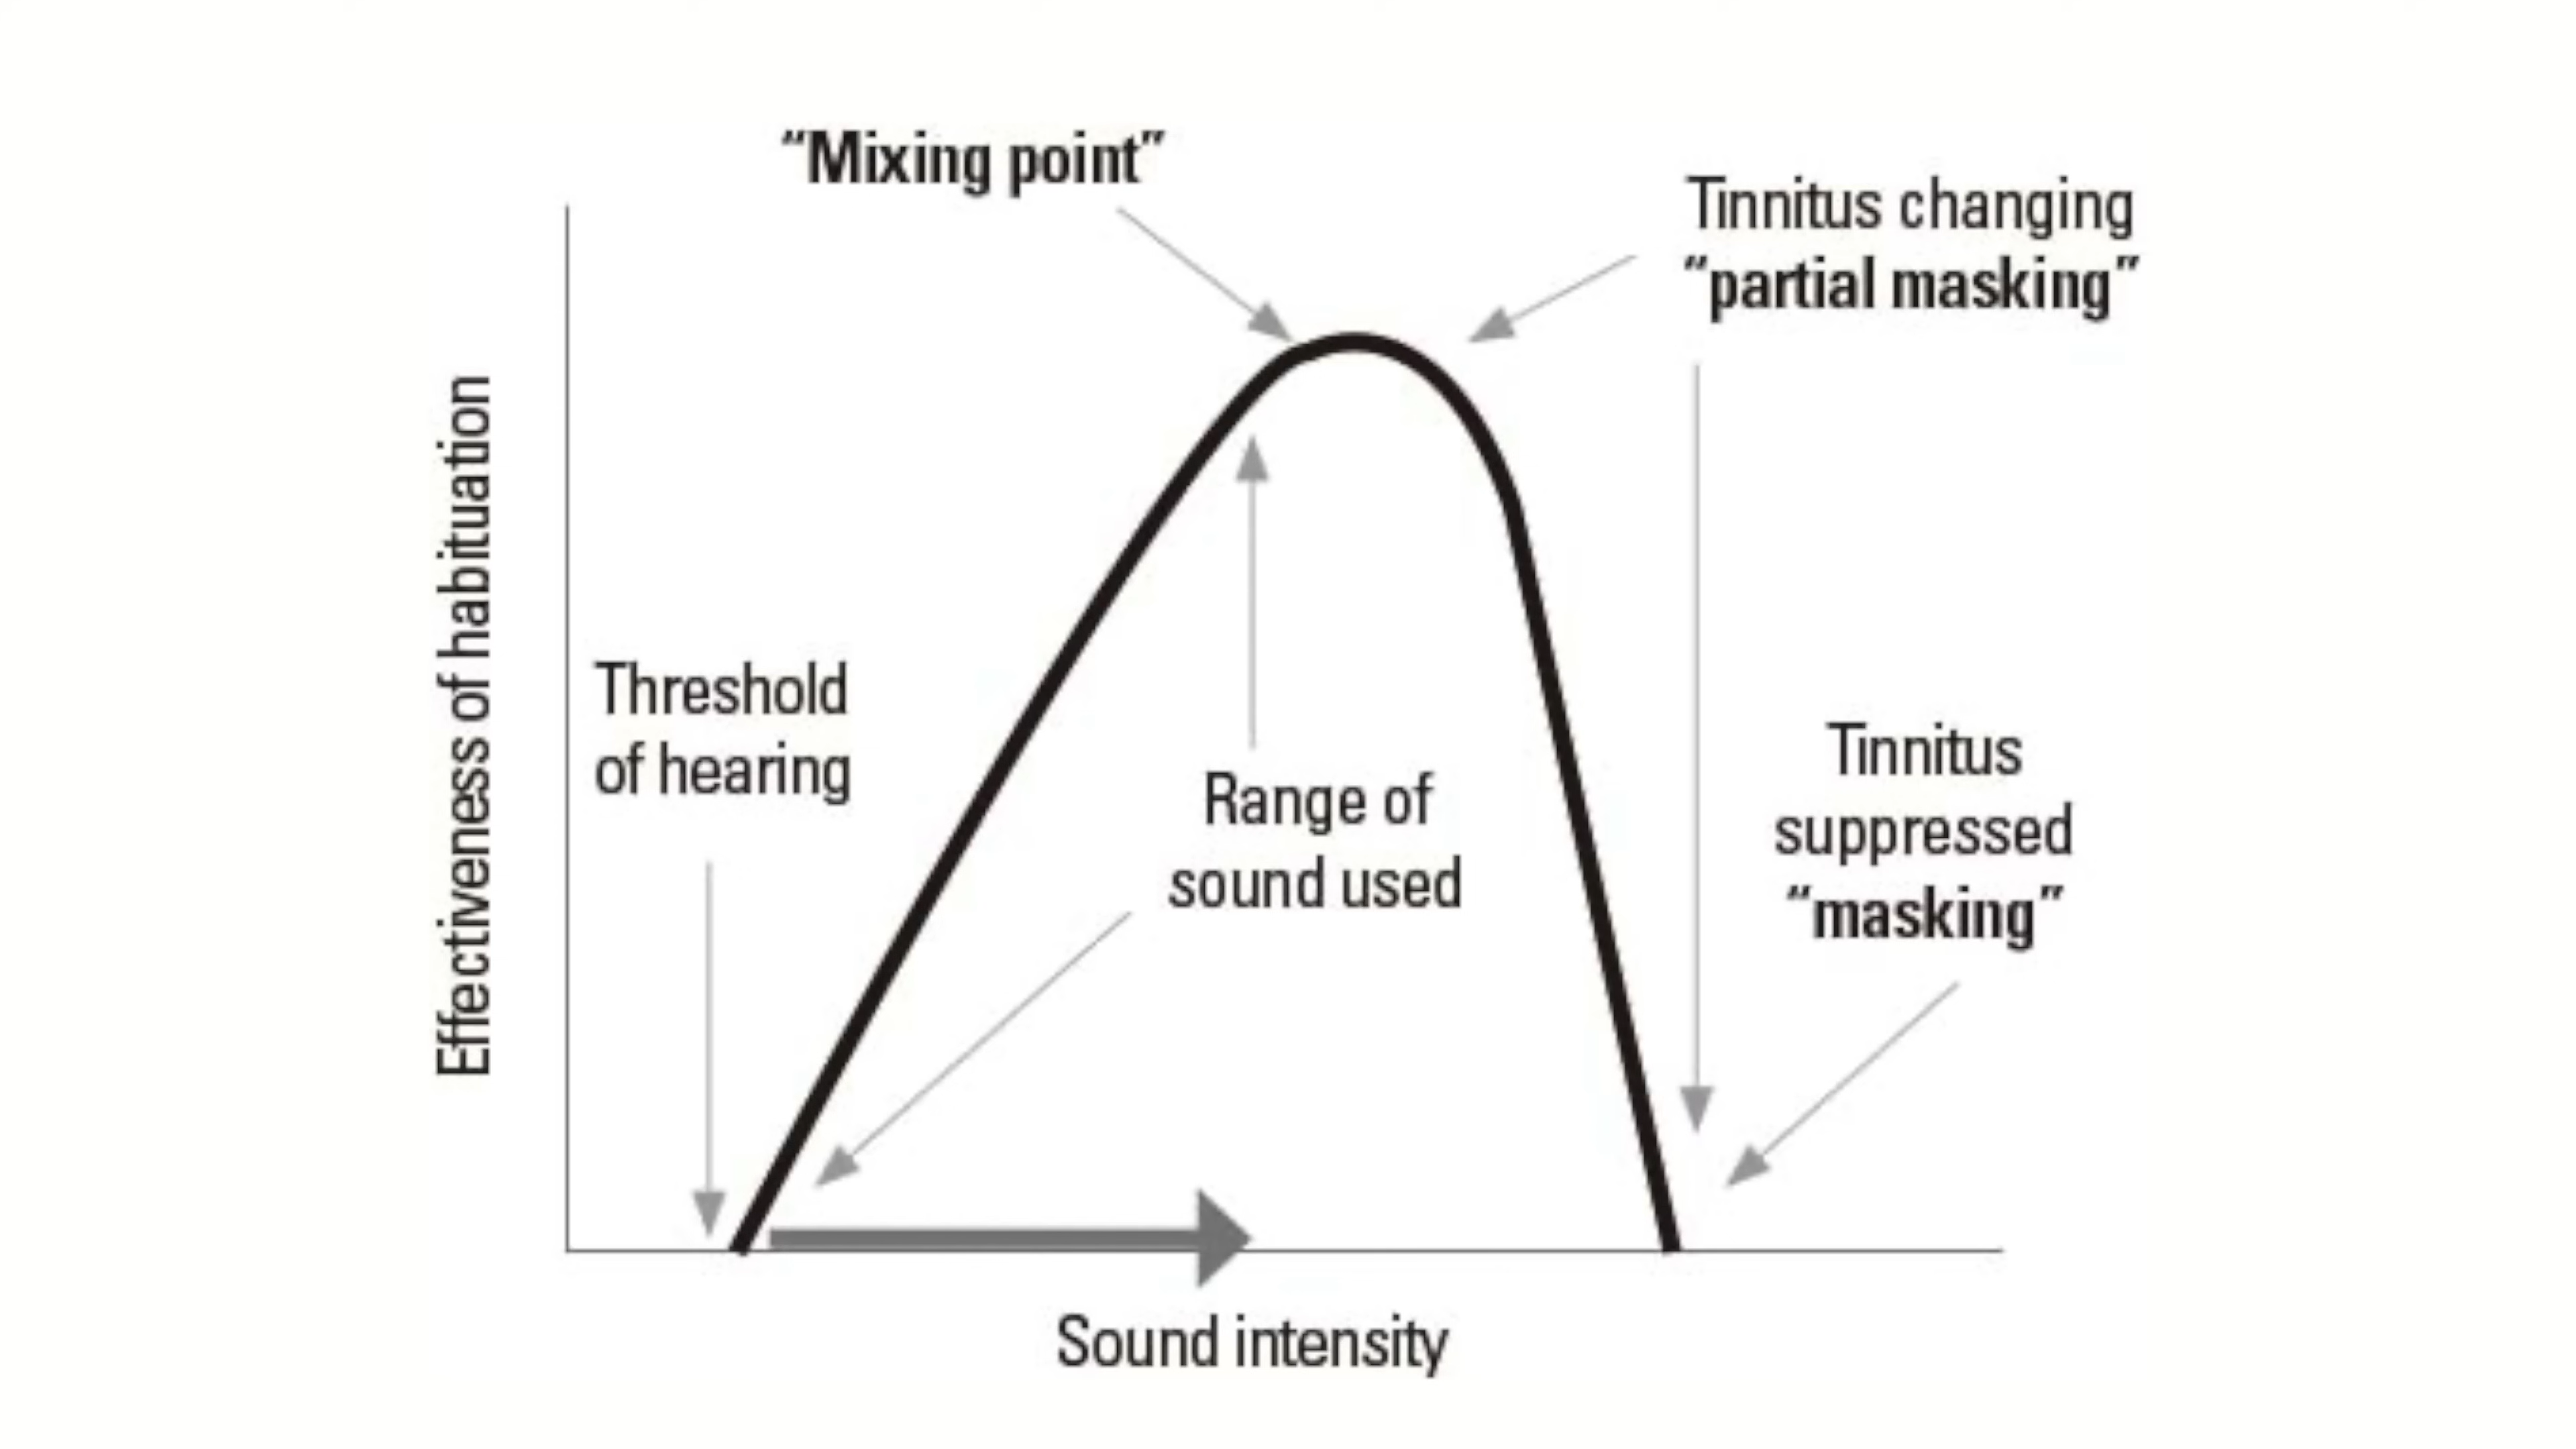 “Mixing point”
Tinnitus changing
“partial masking”
Effectiveness of habituation
Threshold
of hearing
Range of
sound used
Tinnitus
suppressed
“masking”
Sound intensity